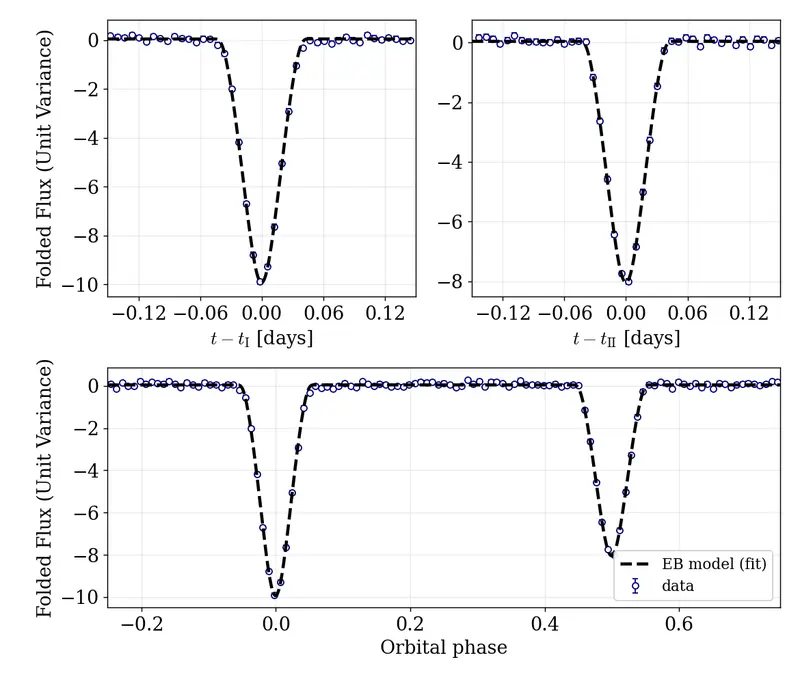 Folded Flux (Unit Variance)
0
−2
−4
−6
−8
−10
−0.12 −0.06 0.00 0.06 0.12
t − tI [days]
0
−2
−4
−6
−8
−0.12 −0.06 0.00 0.06 0.12
t − tII [days]
Folded Flux (Unit Variance)
0
−2
−4
−6
−8
−10
−0.2 0.0 0.2 0.4 0.6
Orbital phase
EB model (fit)
data